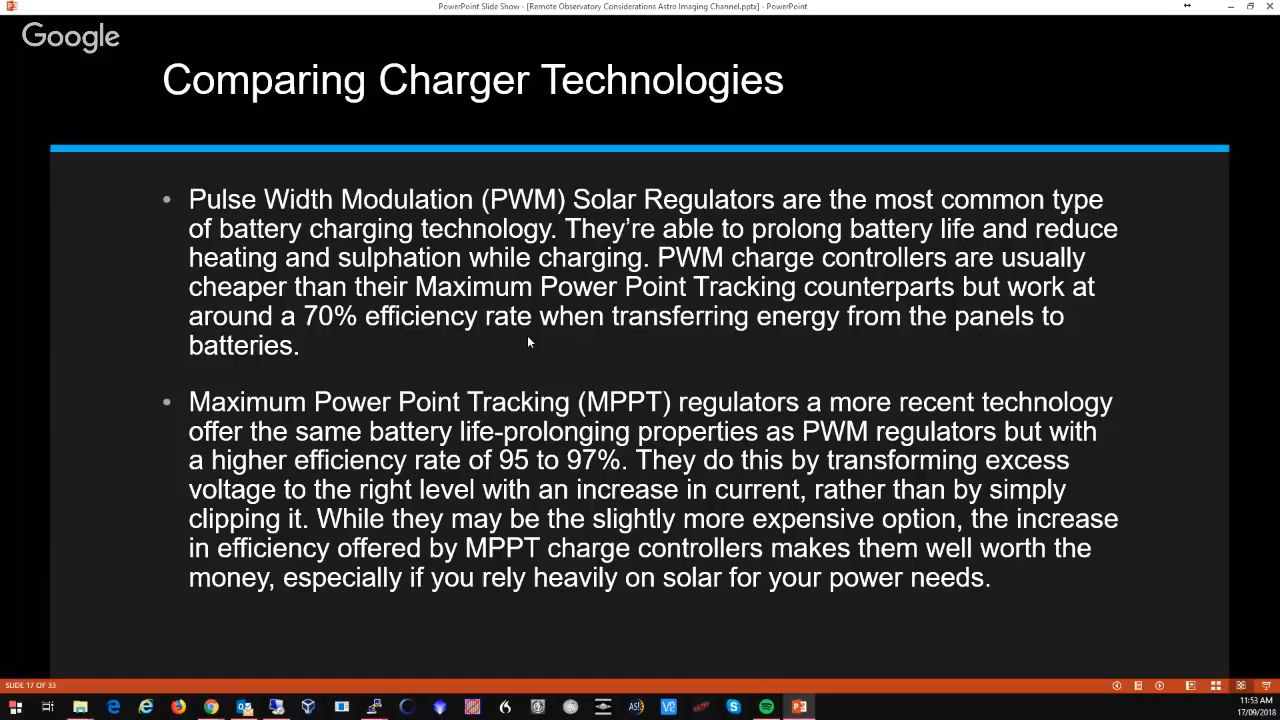 PowerPoint Slide Show - [Remote Observatory Considerations Astro Imaging Channel.pptx] - PowerPoint
Google
Comparing Charger Technologies
• Pulse Width Modulation (PWM) Solar Regulators are the most common type
of battery charging technology. They’re able to prolong battery life and reduce
heating and sulphation while charging. PWM charge controllers are usually
cheaper than their Maximum Power Point Tracking counterparts but work at
around a 70% efficiency rate when transferring energy from the panels to
batteries.
• Maximum Power Point Tracking (MPPT) regulators a more recent technology
offer the same battery life-prolonging properties as PWM regulators but with
a higher efficiency rate of 95 to 97%. They do this by transforming excess
voltage to the right level with an increase in current, rather than by simply
clipping it. While they may be the slightly more expensive option, the increase
in efficiency offered by MPPT charge controllers makes them well worth the
money, especially if you rely heavily on solar for your power needs.
SLIDE 17 OF 33
11:53 AM
17/09/2018